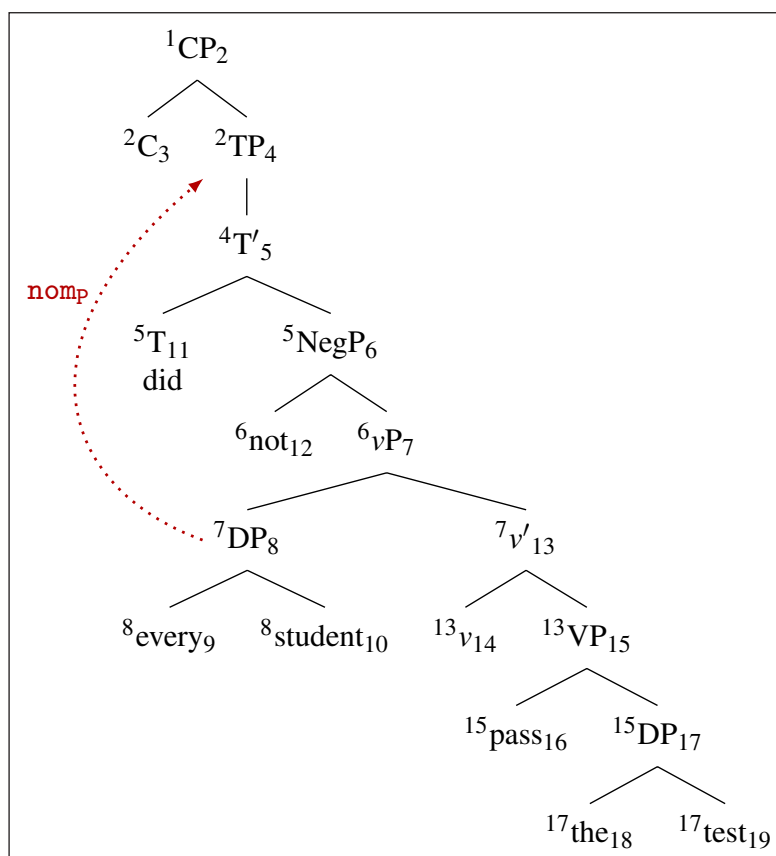 ¹CP₂
²C₃ ²TP₄
⁴T′₅
nomₚ
⁵T₁₁ ⁵NegP₆
did
⁶not₁₂ ⁶vP₇
⁷DP₈ ⁷v′₁₃
⁸every₉ ⁸student₁₀ ¹³v₁₄ ¹³VP₁₅
¹⁵pass₁₆ ¹⁵DP₁₇
¹⁷the₁₈ ¹⁷test₁₉